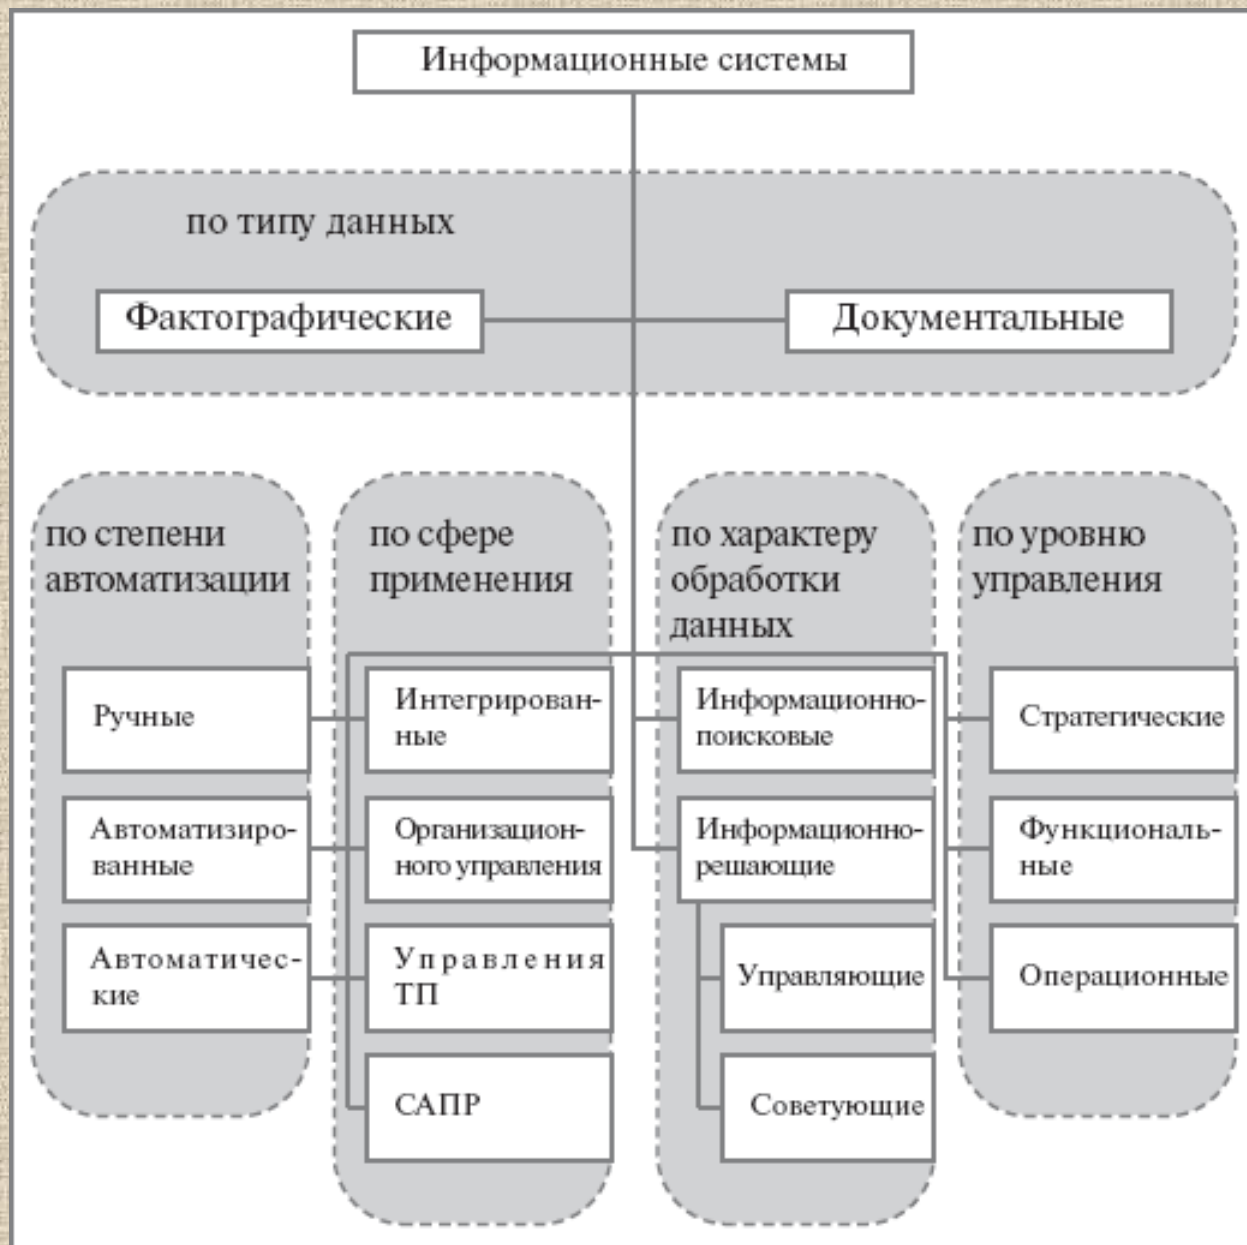 Информационные системы
по типу данных
Фактографические
Документальные
по степени
автоматизации
Ручные
Автоматизиро-
ванные
Автоматичес-
кие
по сфере
применения
Интегрирован-
ные
Организацион-
ного управления
Управления
ТП
САПР
по характеру
обработки
данных
Информационно-
поисковые
Информационно-
решающие
Управляющие
Советующие
по уровню
управления
Стратегические
Функциональ-
ные
Операционные